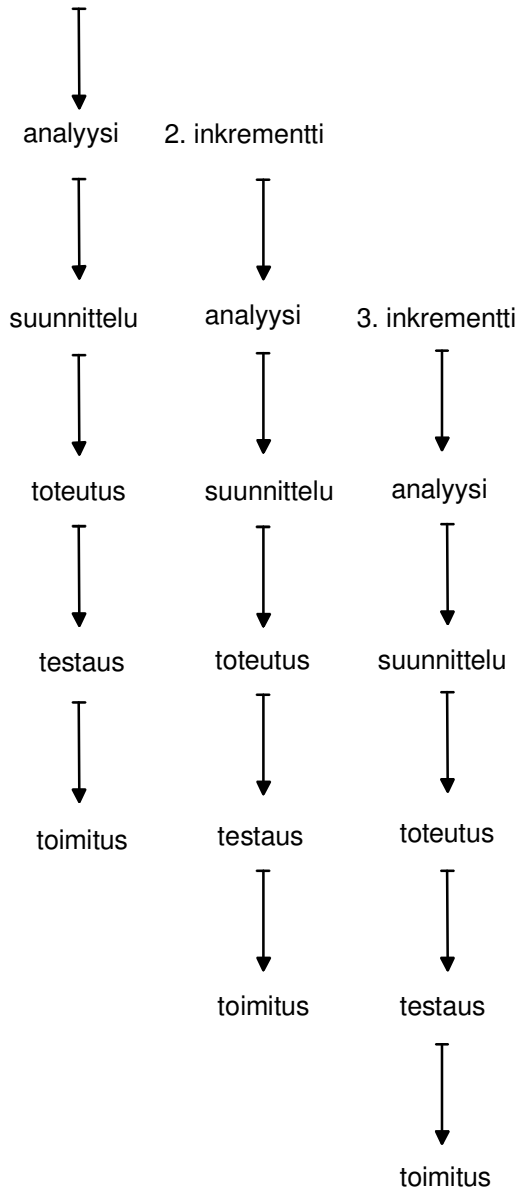 analyysi 2. inkrementti
suunnittelu analyysi 3. inkrementti
toteutus suunnittelu analyysi
testaus toteutus suunnittelu
toimitus testaus toteutus
toimitus testaus
toimitus